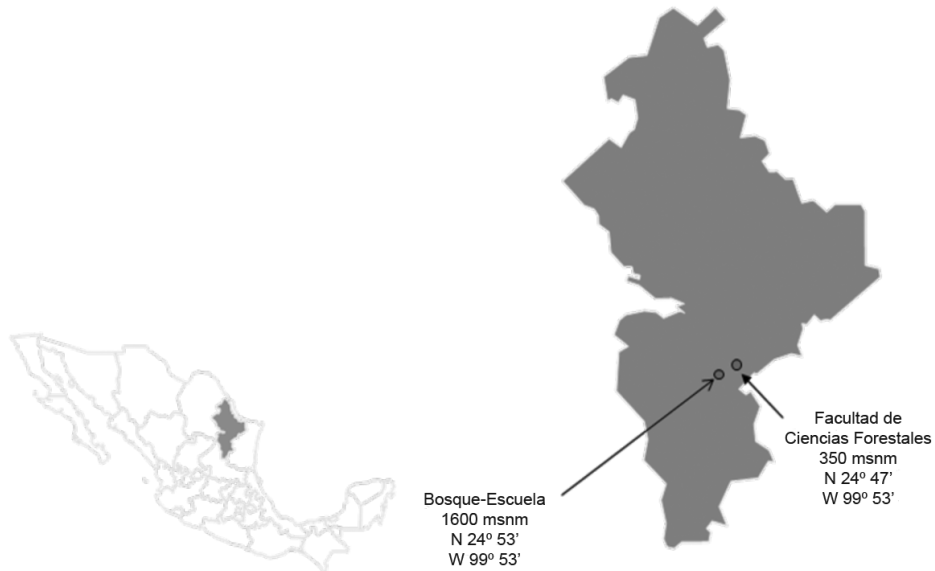 Bosque-Escuela
1600 msnm
N 24º 53’
W 99º 53’
Facultad de
Ciencias Forestales
350 msnm
N 24º 47’
W 99º 53’